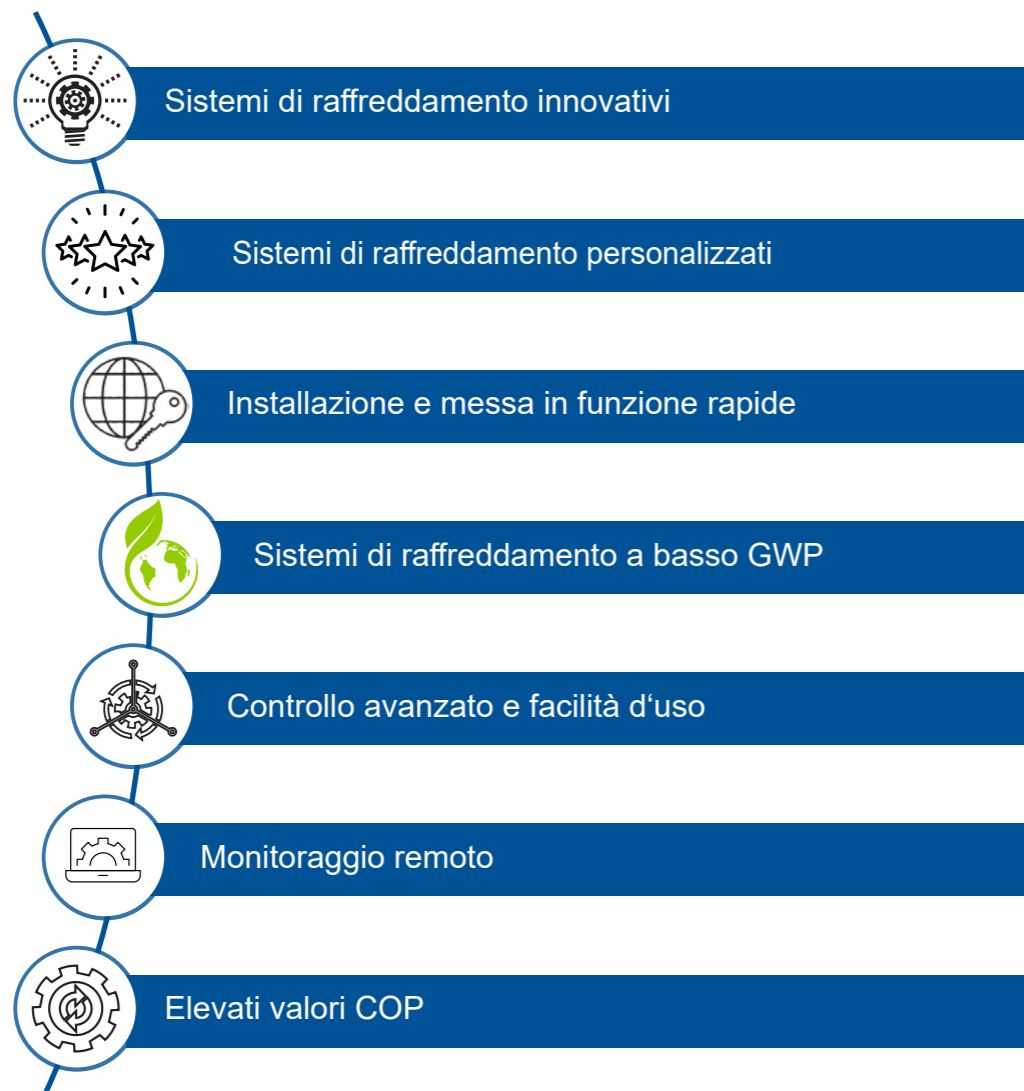 Sistemi di raffreddamento innovativi
Sistemi di raffreddamento personalizzati
Installazione e messa in funzione rapide
Sistemi di raffreddamento a basso GWP
Controllo avanzato e facilità d‘uso
Monitoraggio remoto
Elevati valori COP